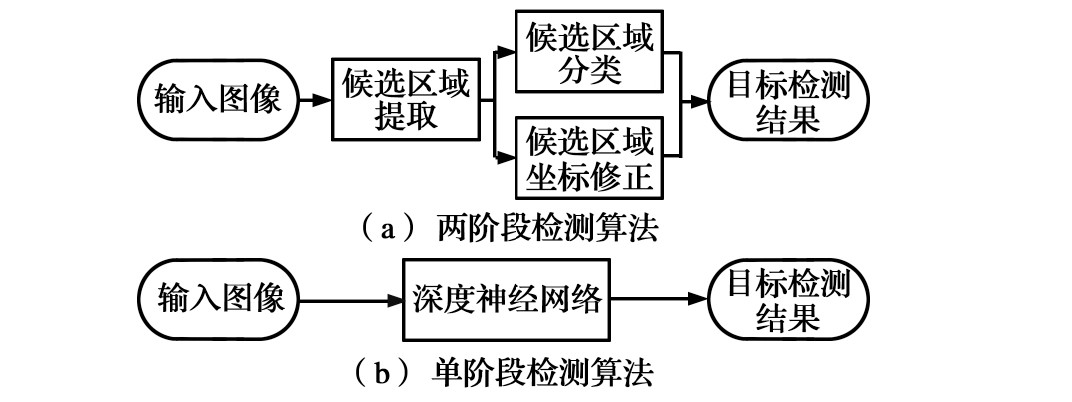 输入图像
候选区域
提取
候选区域
分类
候选区域
坐标修正
目标检测
结果
（a）两阶段检测算法
输入图像
深度神经网络
目标检测
结果
（b）单阶段检测算法